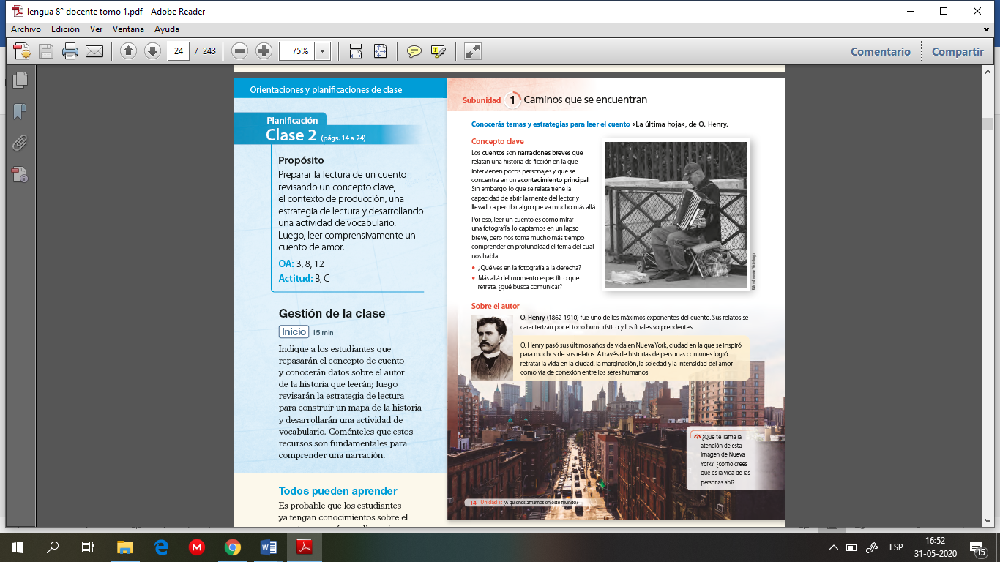 lengua 8° docente tomo 1.pdf - Adobe Reader
Archivo Edición Ver Ventana Ayuda
24 / 243 75% Comentario Compartir
Orientaciones y planificaciones de clase
Planificación
Clase 2 (págs. 14 a 24)
Propósito
Preparar la lectura de un cuento
revisando un concepto clave,
el contexto de producción, una
estrategia de lectura y desarrollando
una actividad de vocabulario.
Luego, leer comprensivamente un
cuento de amor.
OA: 3, 8, 12
Actitud: B, C
Gestión de la clase
Inicio 15 min
Indique a los estudiantes que
repasarán el concepto de cuento
y conocerán datos sobre el autor
de la historia que leerán; luego
revisarán la estrategia de lectura
para construir un mapa de la historia
y desarrollarán una actividad de
vocabulario. Coménteles que estos
recursos son fundamentales para
comprender una narración.
Todos pueden aprender
Es probable que los estudiantes
ya tengan conocimientos sobre el
Subunidad 1 Caminos que se encuentran
Conocerás temas y estrategias para leer el cuento «La última hoja», de O. Henry.
Concepto clave
Los cuentos son narraciones breves que
relatan una historia de ficción en la que
intervienen pocos personajes y que se
concentra en un acontecimiento principal.
Sin embargo, lo que se relata tiene la
capacidad de abrir la mente del lector y
llevarlo a percibir algo que va mucho más allá.
Por eso, leer un cuento es como mirar
una fotografía: lo captamos en un lapso
breve, pero nos toma mucho más tiempo
comprender en profundidad el tema del cual
nos habla.
• ¿Qué ves en la fotografía a la derecha?
• Más allá del momento específico que
retrata, ¿qué busca comunicar?
Sobre el autor
O. Henry (1862-1910) fue uno de los máximos exponentes del cuento. Sus relatos se
caracterizan por el tono humorístico y los finales sorprendentes.
O. Henry pasó sus últimos años de vida en Nueva York, ciudad en la que se inspiró
para muchos de sus relatos. A través de historias de personas comunes logró
retratar la vida en la ciudad, la marginación, la soledad y la intensidad del amor
como vía de conexión entre los seres humanos
¿Qué te llama la
atención de esta
imagen de Nueva
York?, ¿cómo crees
que es la vida de las
personas ahí?
14 Unidad 1: ¿A quiénes amamos en este mundo?
ESP
16:52
31-05-2020
15